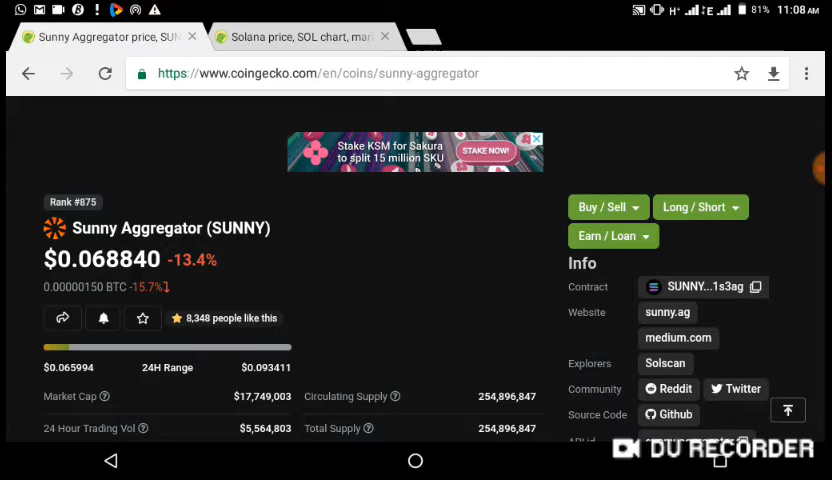 H+ E 81% 11:08 AM
Sunny Aggregator price, SUN
Solana price, SOL chart, mar
https://www.coingecko.com/en/coins/sunny-aggregator
Stake KSM for Sakura
to split 15 million SKU
STAKE NOW!
Rank #875
Sunny Aggregator (SUNNY)
$0.068840 -13.4%
0.00000150 BTC -15.7%
8,348 people like this
$0.065994 24H Range $0.093411
Market Cap $17,749,003
24 Hour Trading Vol $5,564,803
Circulating Supply 254,896,847
Total Supply 254,896,847
Buy / Sell Long / Short
Earn / Loan
Info
Contract SUNNY...1s3ag
Website sunny.ag
medium.com
Explorers Solscan
Community Reddit Twitter
Source Code Github
DU RECORDER